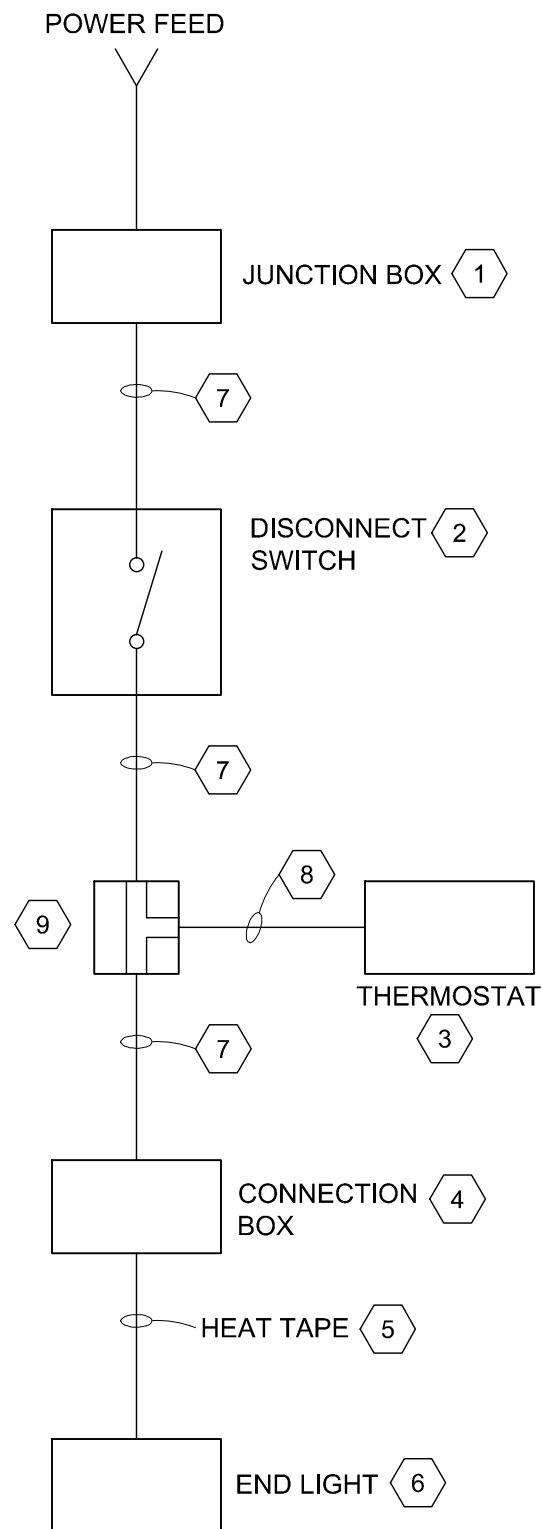 POWER FEED
JUNCTION BOX 1
7
DISCONNECT 2
SWITCH
7
8
9
THERMOSTAT
3
7
CONNECTION 4
BOX
HEAT TAPE 5
END LIGHT 6